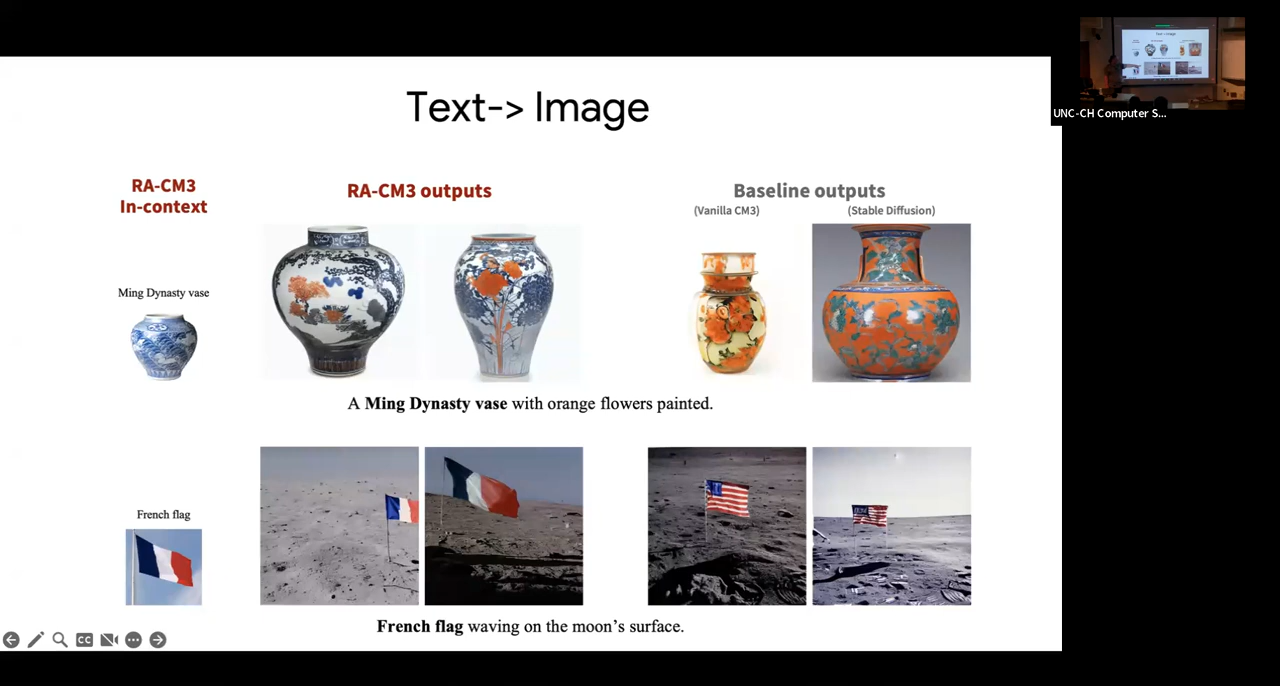 Text-> Image
UNC-CH Computer S...
RA-CM3
In-context
RA-CM3 outputs
Baseline outputs
(Vanilla CM3)
(Stable Diffusion)
Ming Dynasty vase
A Ming Dynasty vase with orange flowers painted.
French flag
French flag waving on the moon's surface.
CC